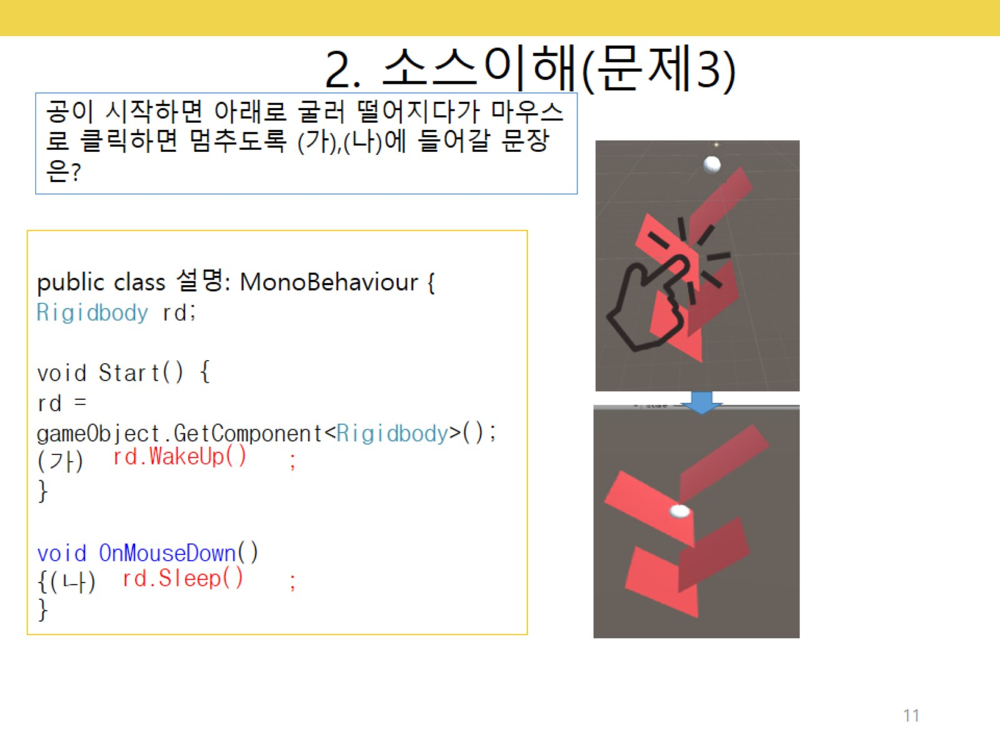 2. 소스이해(문제3)
공이 시작하면 아래로 굴러 떨어지다가 마우스
로 클릭하면 멈추도록 (가),(나)에 들어갈 문장
은?
public class 설명: MonoBehaviour {
Rigidbody rd;
void Start() {
rd =
gameObject.GetComponent<Rigidbody>();
(가) rd.WakeUp() ;
}
void OnMouseDown()
{(나) rd.Sleep() ;
}
11